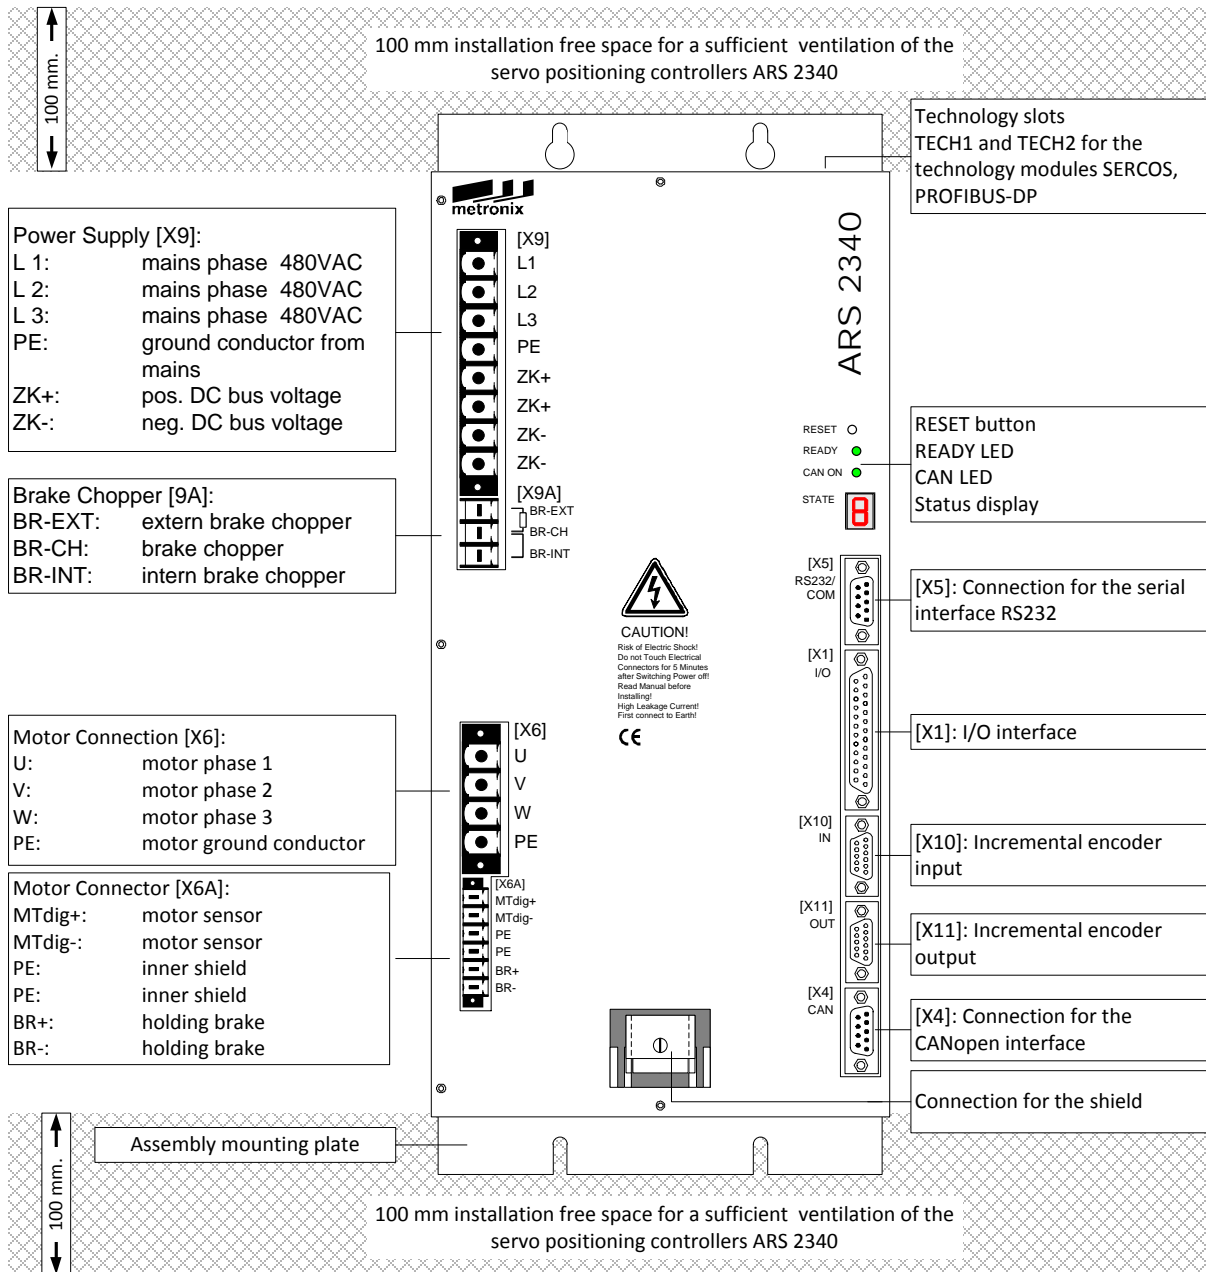 100 mm.
100 mm installation free space for a sufficient ventilation of the
servo positioning controllers ARS 2340
Technology slots
TECH1 and TECH2 for the
technology modules SERCOS,
PROFIBUS-DP
Power Supply [X9]:
L 1: mains phase 480VAC
L 2: mains phase 480VAC
L 3: mains phase 480VAC
PE: ground conductor from
mains
ZK+: pos. DC bus voltage
ZK-: neg. DC bus voltage
Brake Chopper [9A]:
BR-EXT: extern brake chopper
BR-CH: brake chopper
BR-INT: intern brake chopper
Motor Connection [X6]:
U: motor phase 1
V: motor phase 2
W: motor phase 3
PE: motor ground conductor
Motor Connector [X6A]:
MTdig+: motor sensor
MTdig-: motor sensor
PE: inner shield
PE: inner shield
BR+: holding brake
BR-: holding brake
metronix
[X9]
L1
L2
L3
PE
ZK+
ZK+
ZK-
ZK-
[X9A]
BR-EXT
BR-CH
BR-INT
[X6]
U
V
W
PE
[X6A]
MTdig+
MTdig-
PE
PE
BR+
BR-
CAUTION!
Risk of Electric Shock!
Do not Touch Electrical
Connectors for 5 Minutes
after Switching Power off!
Read Manual before
Installing!
High Leakage Current!
First connect to Earth!
CE
ARS 2340
RESET
READY
CAN ON
STATE
8
[X5]
RS232/
COM
[X1]
I/O
[X10]
IN
[X11]
OUT
[X4]
CAN
RESET button
READY LED
CAN LED
Status display
[X5]: Connection for the serial
interface RS232
[X1]: I/O interface
[X10]: Incremental encoder
input
[X11]: Incremental encoder
output
[X4]: Connection for the
CANopen interface
Connection for the shield
Assembly mounting plate
100 mm.
100 mm installation free space for a sufficient ventilation of the
servo positioning controllers ARS 2340